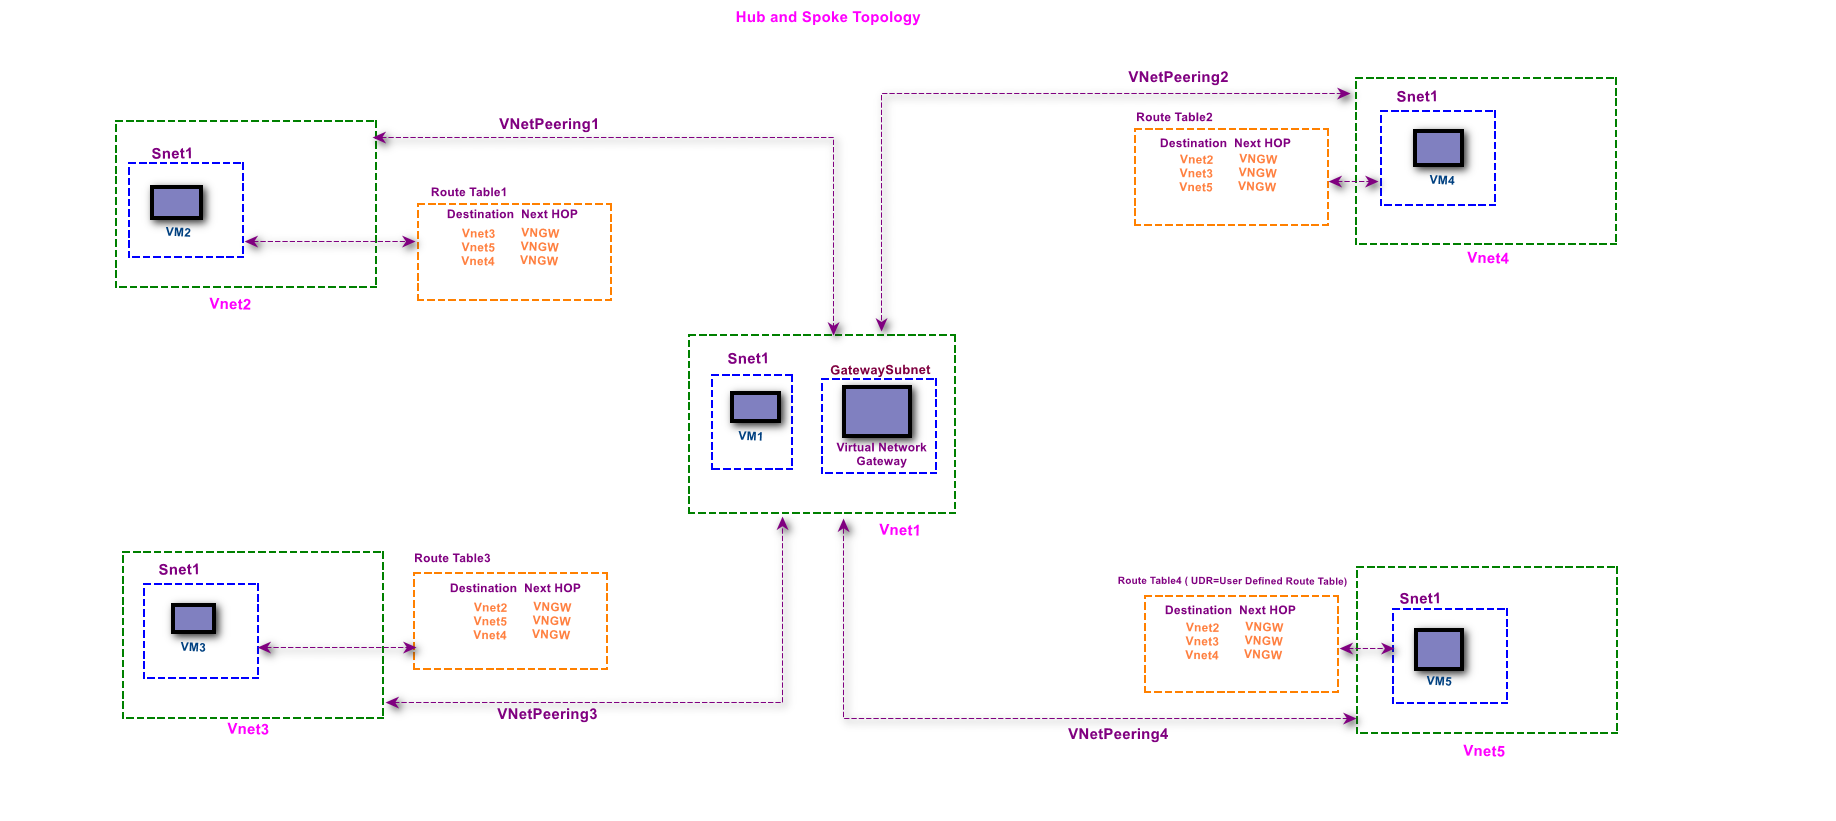 Hub and Spoke Topology
VNetPeering1
Snet1
VM2
Vnet2
Route Table1
Destination Next HOP
Vnet3 VNGW
Vnet5 VNGW
Vnet4 VNGW
VNetPeering2
Route Table2
Destination Next HOP
Vnet2 VNGW
Vnet3 VNGW
Vnet5 VNGW
Snet1
VM4
Vnet4
Snet1
VM1
GatewaySubnet
Virtual Network
Gateway
Vnet1
Snet1
VM3
Vnet3
Route Table3
Destination Next HOP
Vnet2 VNGW
Vnet5 VNGW
Vnet4 VNGW
VNetPeering3
Route Table4 ( UDR=User Defined Route Table)
Destination Next HOP
Vnet2 VNGW
Vnet3 VNGW
Vnet4 VNGW
Snet1
VM5
Vnet5
VNetPeering4